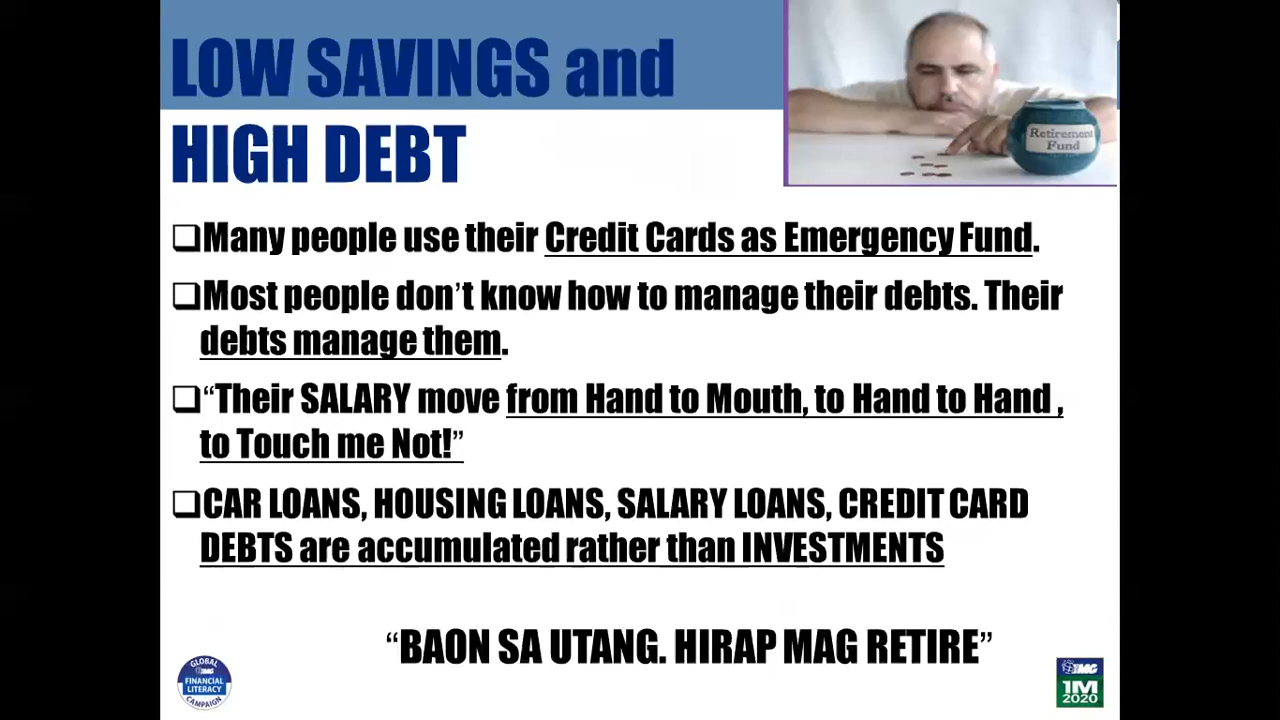 LOW SAVINGS and
HIGH DEBT
Retirement
Fund
❑Many people use their Credit Cards as Emergency Fund.
❑Most people don’t know how to manage their debts. Their
debts manage them.
❑“Their SALARY move from Hand to Mouth, to Hand to Hand ,
to Touch me Not!”
❑CAR LOANS, HOUSING LOANS, SALARY LOANS, CREDIT CARD
DEBTS are accumulated rather than INVESTMENTS
“BAON SA UTANG. HIRAP MAG RETIRE”
GLOBAL
IMG
FINANCIAL
LITERACY
CAMPAIGN
IMG
1M
2020